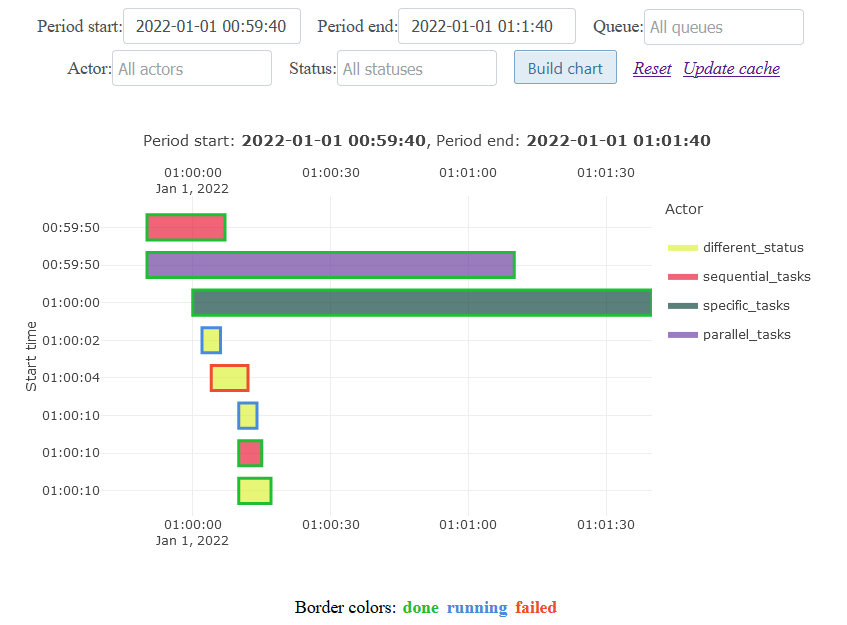 Period start: 2022-01-01 00:59:40 Period end: 2022-01-01 01:1:40 Queue: All queues
Actor: All actors Status: All statuses Build chart Reset Update cache
Period start: 2022-01-01 00:59:40, Period end: 2022-01-01 01:01:40
01:00:00 01:00:30 01:01:00 01:01:30
Jan 1, 2022
Actor
different_status
sequential_tasks
specific_tasks
parallel_tasks
Start time
00:59:50
00:59:50
01:00:00
01:00:02
01:00:04
01:00:10
01:00:10
01:00:10
01:00:00 01:00:30 01:01:00 01:01:30
Jan 1, 2022
Border colors: done running failed